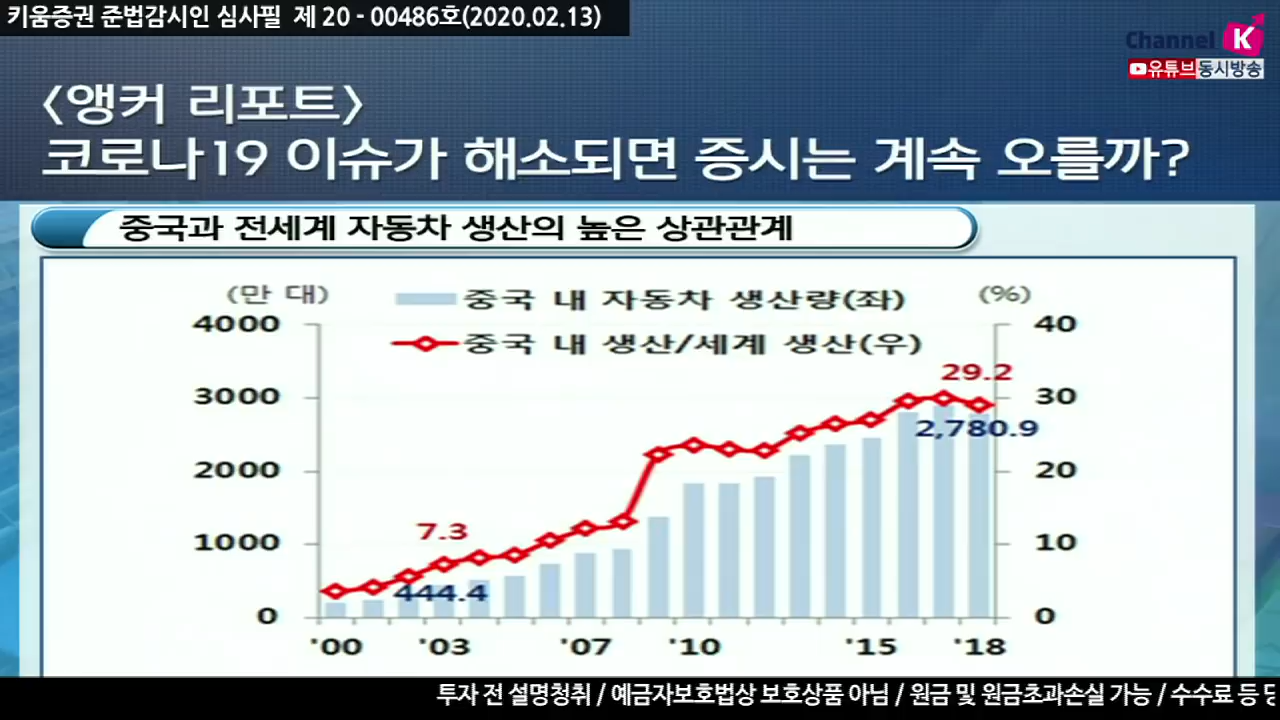 키움증권 준법감시인 심사필 제 20 - 00486호(2020.02.13)
Channel K
유튜브동시방송
<앵커 리포트>
코로나19 이슈가 해소되면 증시는 계속 오를까?
중국과 전세계 자동차 생산의 높은 상관관계
(만 대)
중국 내 자동차 생산량(좌)
(%)
4000
40
중국 내 생산/세계 생산(우)
29.2
3000
30
2,780.9
2000
20
7.3
1000
10
444.4
0
0
'00 '03 '07 '10 '15 '18
투자 전 설명청취 / 예금자보호법상 보호상품 아님 / 원금 및 원금초과손실 가능 / 수수료 등